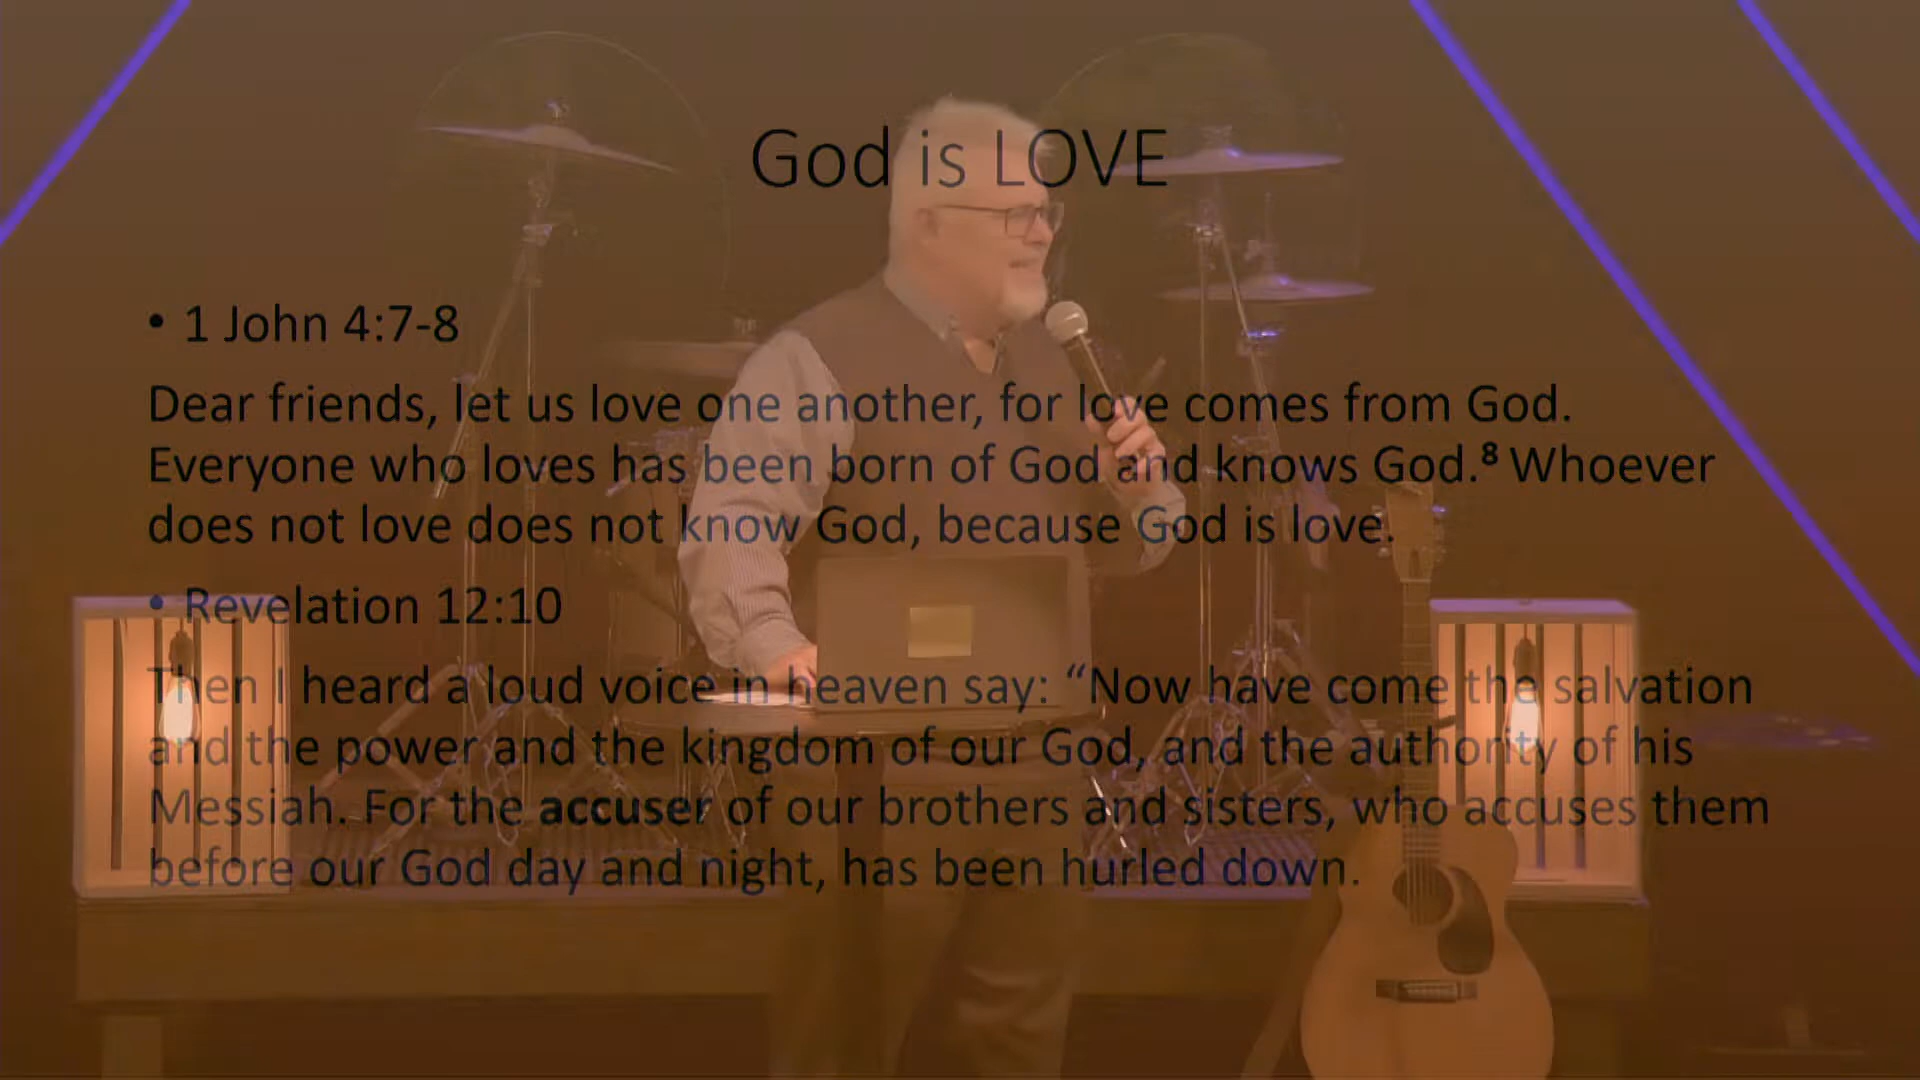 God is LOVE
• 1 John 4:7-8
Dear friends, let us love one another, for love comes from God.
Everyone who loves has been born of God and knows God.⁸ Whoever
does not love does not know God, because God is love.
• Revelation 12:10
Then I heard a loud voice in heaven say: “Now have come the salvation
and the power and the kingdom of our God, and the authority of his
Messiah. For the accuser of our brothers and sisters, who accuses them
before our God day and night, has been hurled down.